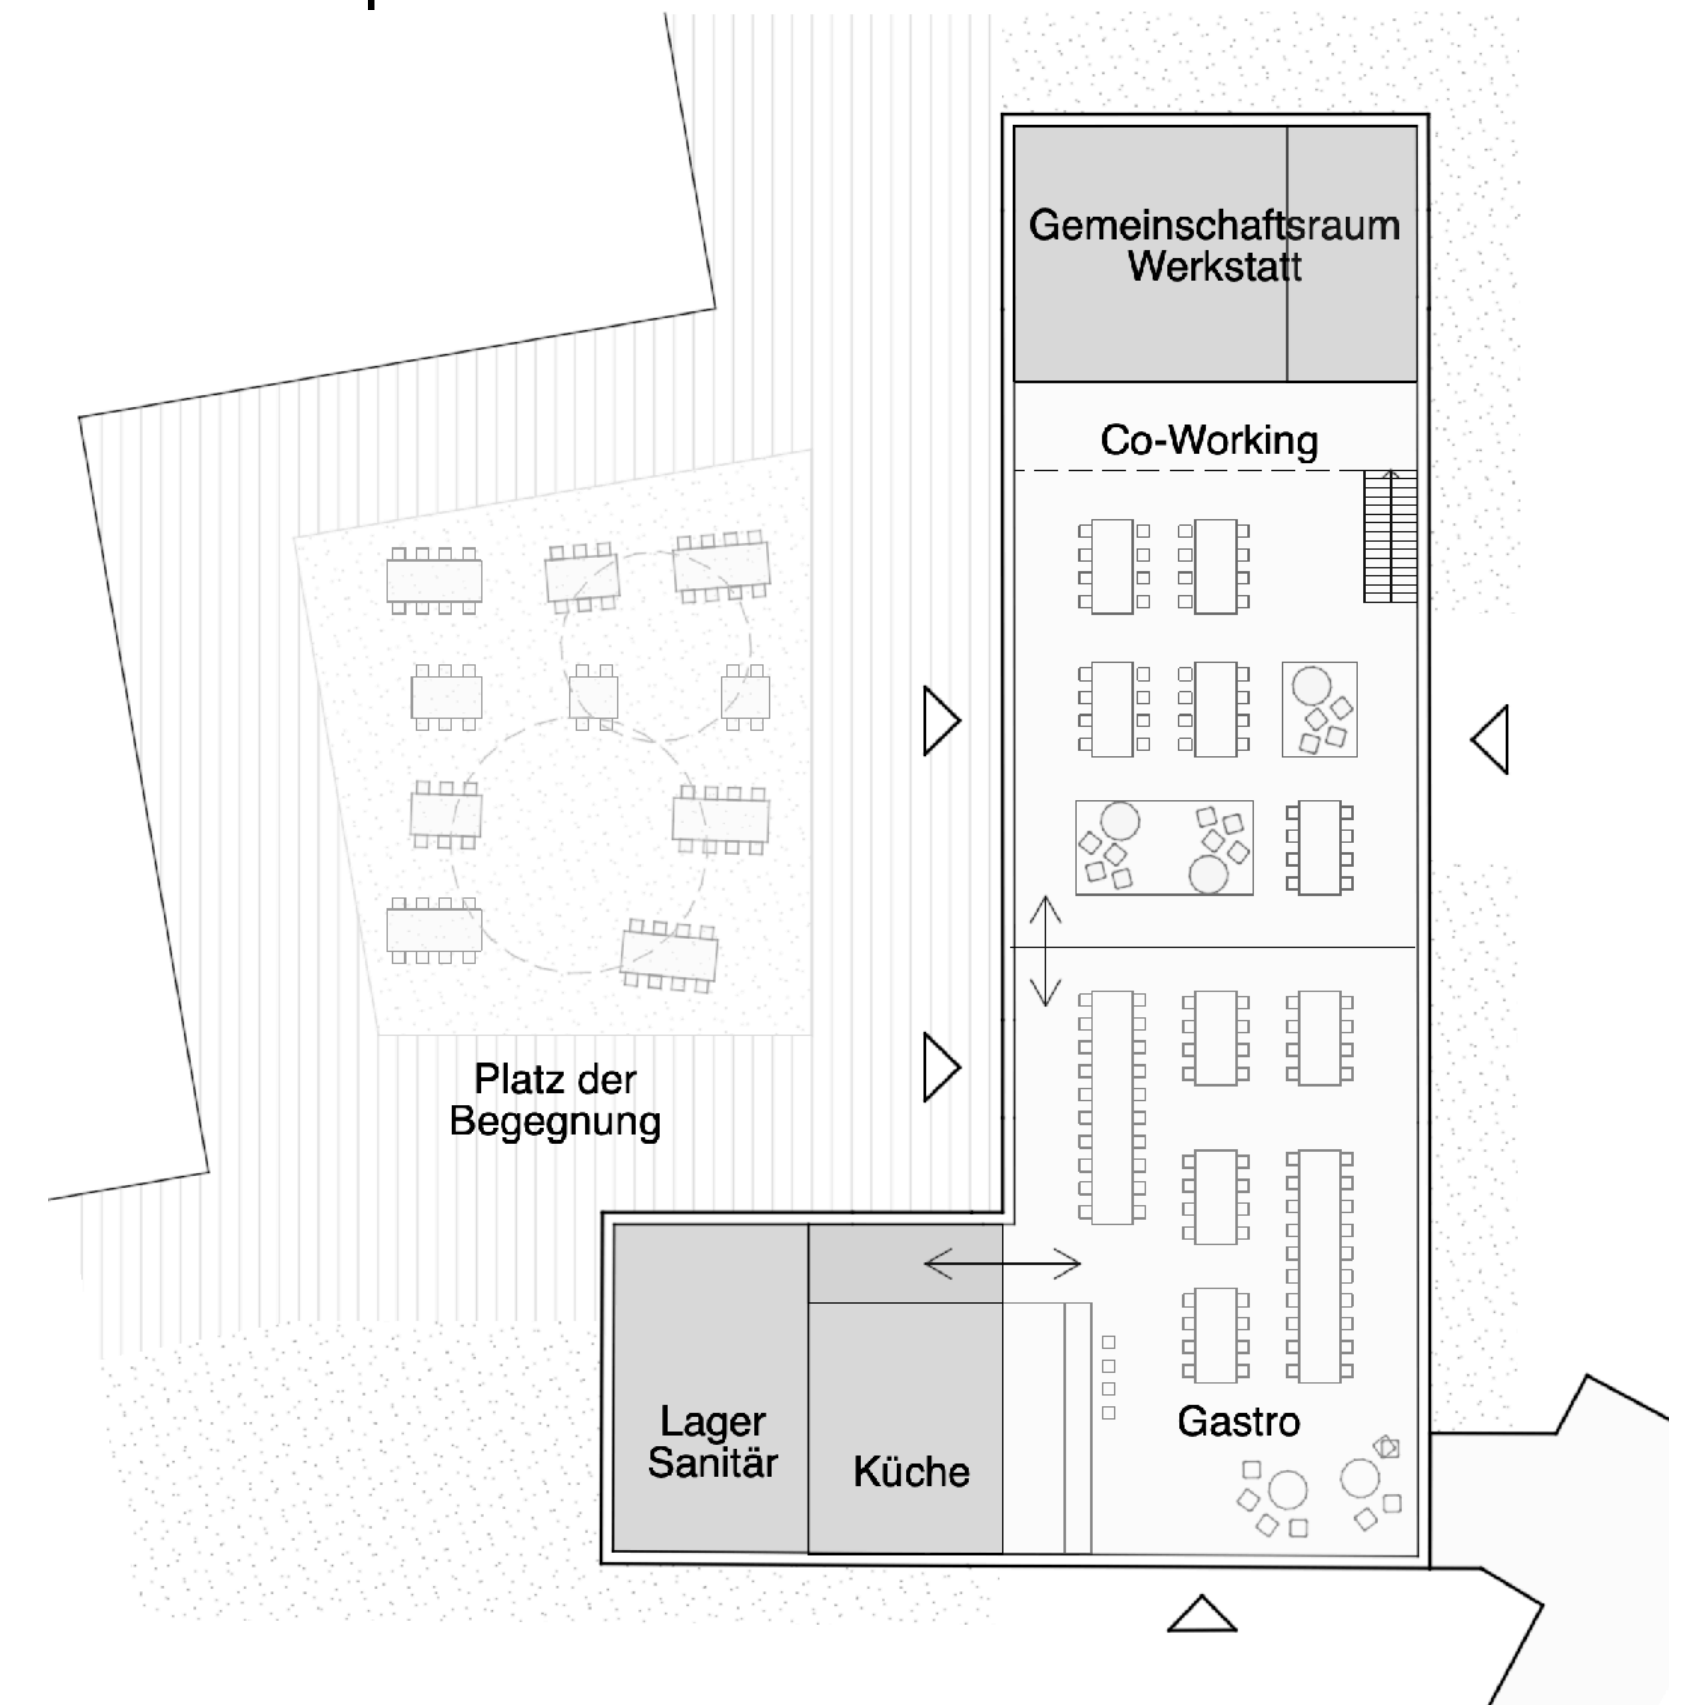 Gemeinschaftsraum
Werkstatt
Co-Working
Platz der
Begegnung
Lager
Sanitär
Küche
Gastro